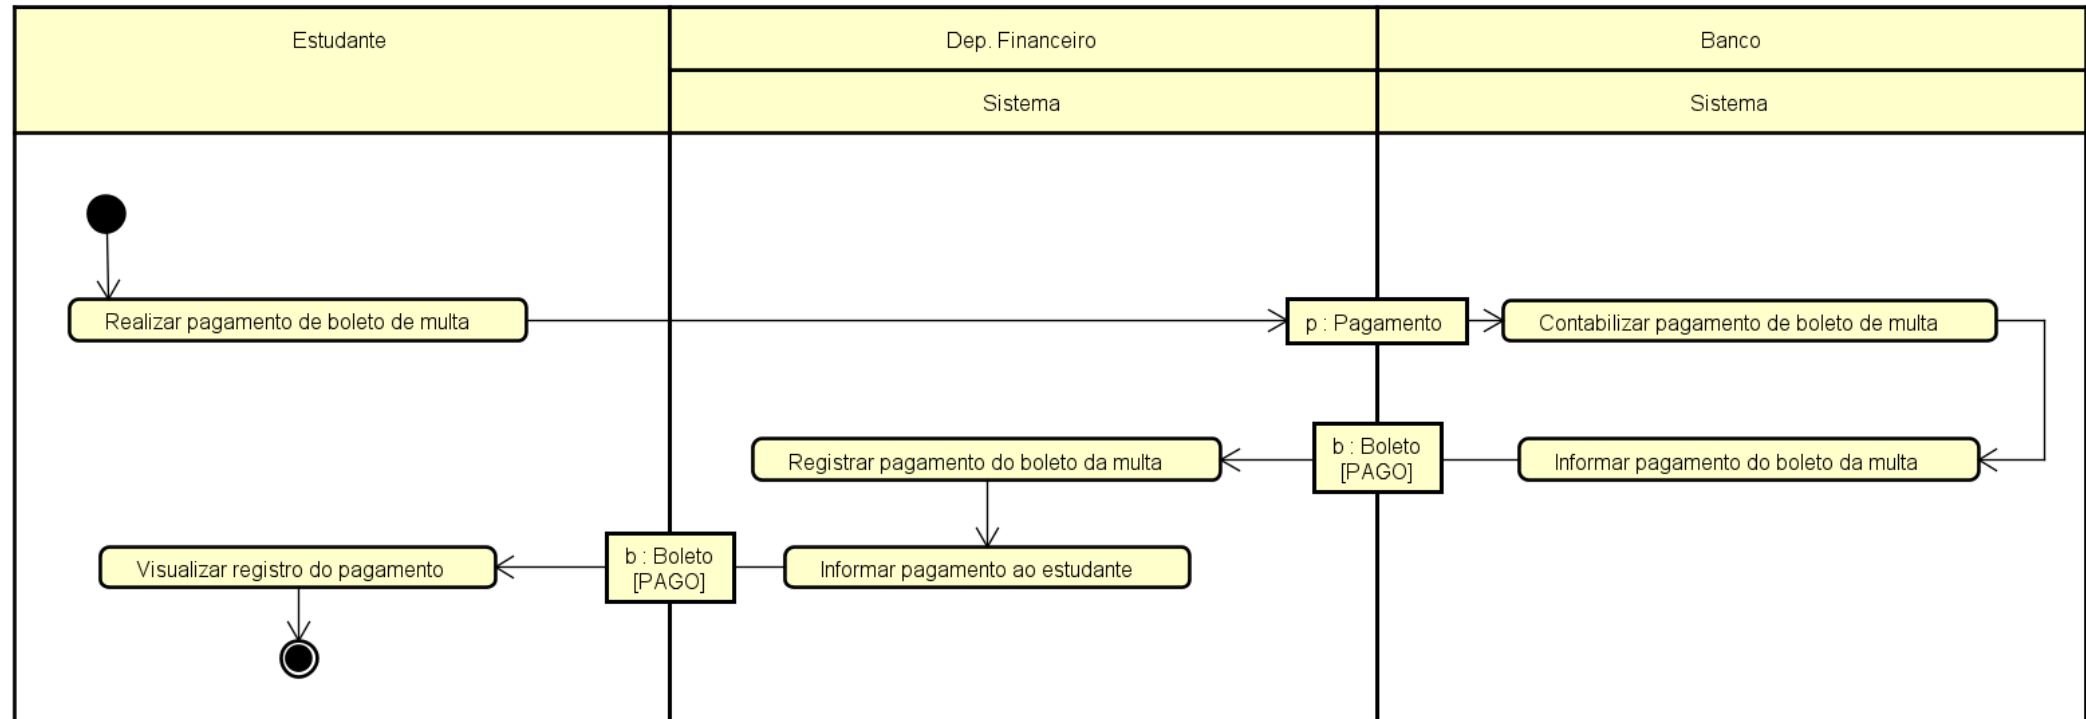 Estudante
Dep. Financeiro
Banco
Sistema
Sistema
Realizar pagamento de boleto de multa
p : Pagamento
Contabilizar pagamento de boleto de multa
Registrar pagamento do boleto da multa
b : Boleto
[PAGO]
Informar pagamento do boleto da multa
Visualizar registro do pagamento
b : Boleto
[PAGO]
Informar pagamento ao estudante